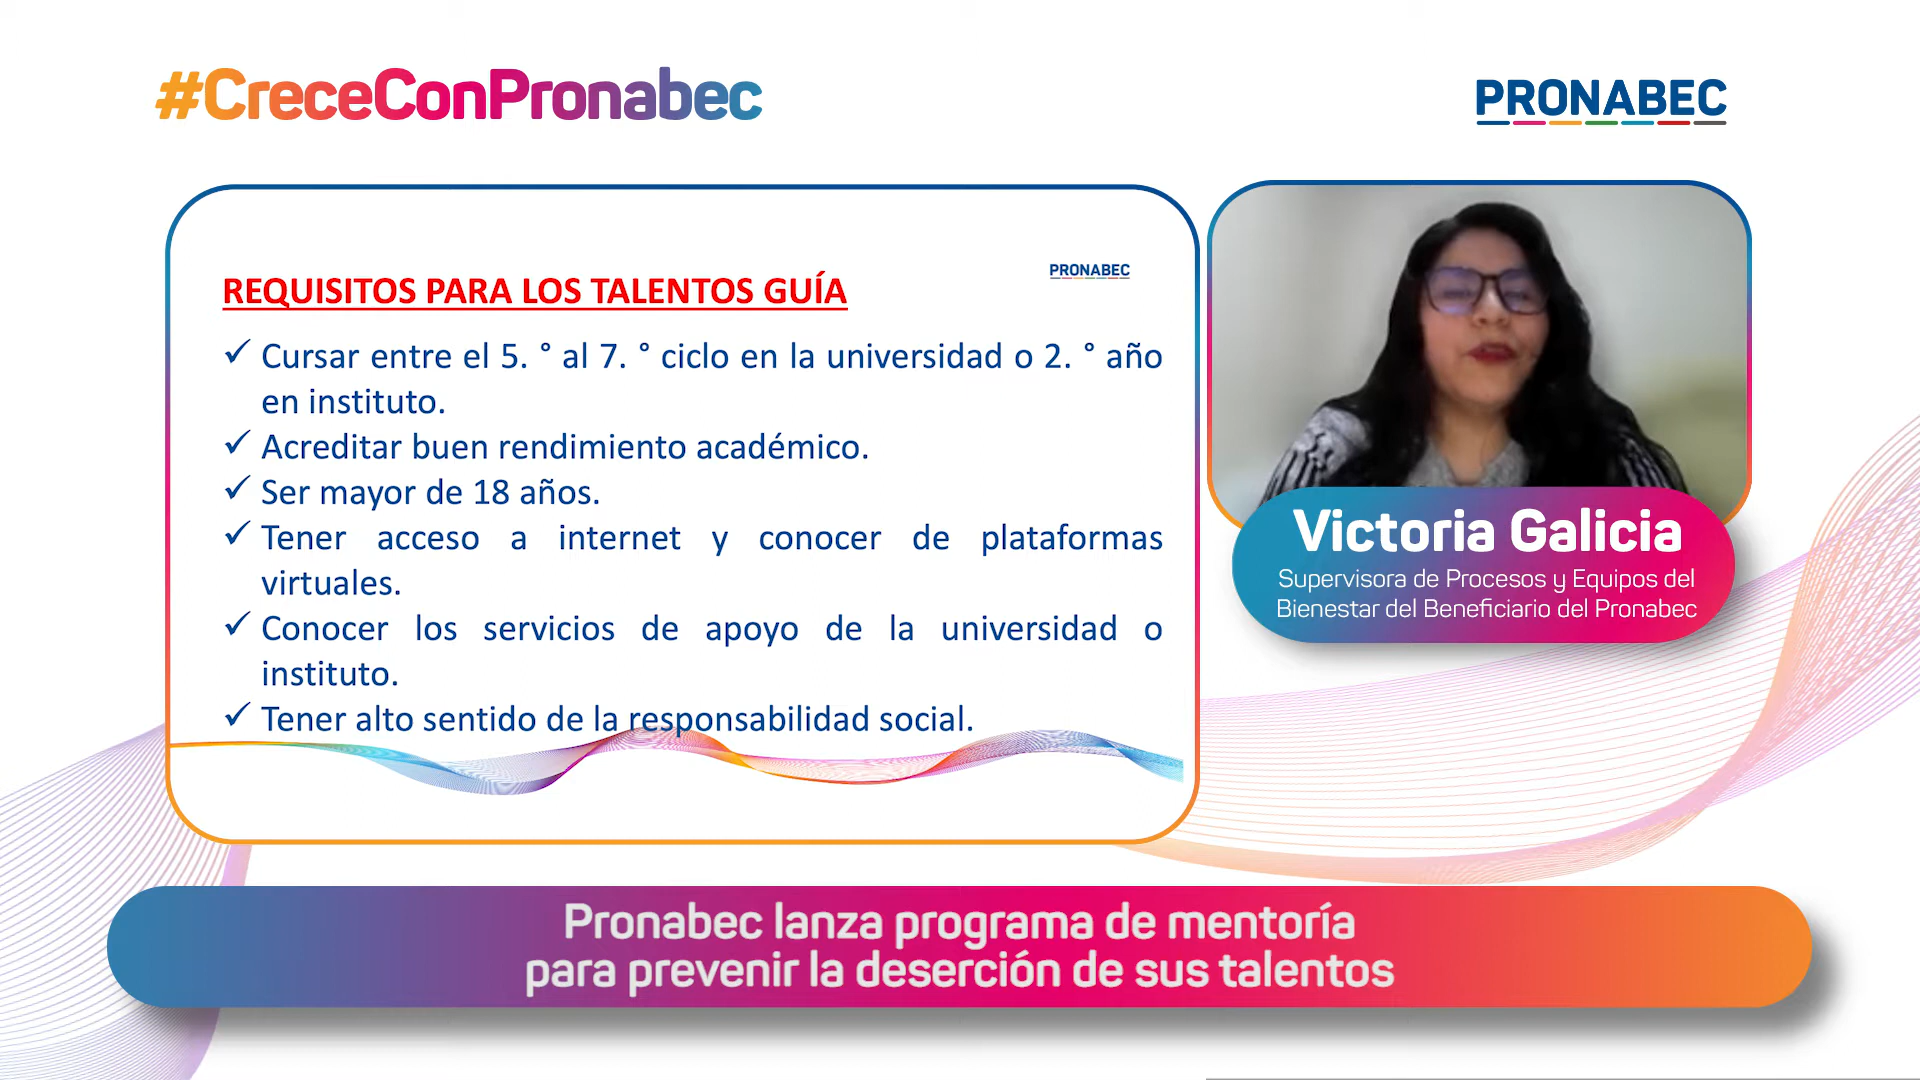 #CreceConPronabec
PRONABEC
PRONABEC
REQUISITOS PARA LOS TALENTOS GUÍA
✓ Cursar entre el 5. ° al 7. ° ciclo en la universidad o 2. ° año
en instituto.
✓ Acreditar buen rendimiento académico.
✓ Ser mayor de 18 años.
✓ Tener acceso a internet y conocer de plataformas
virtuales.
✓ Conocer los servicios de apoyo de la universidad o
instituto.
✓ Tener alto sentido de la responsabilidad social.
Victoria Galicia
Supervisora de Procesos y Equipos del
Bienestar del Beneficiario del Pronabec
Pronabec lanza programa de mentoría
para prevenir la deserción de sus talentos